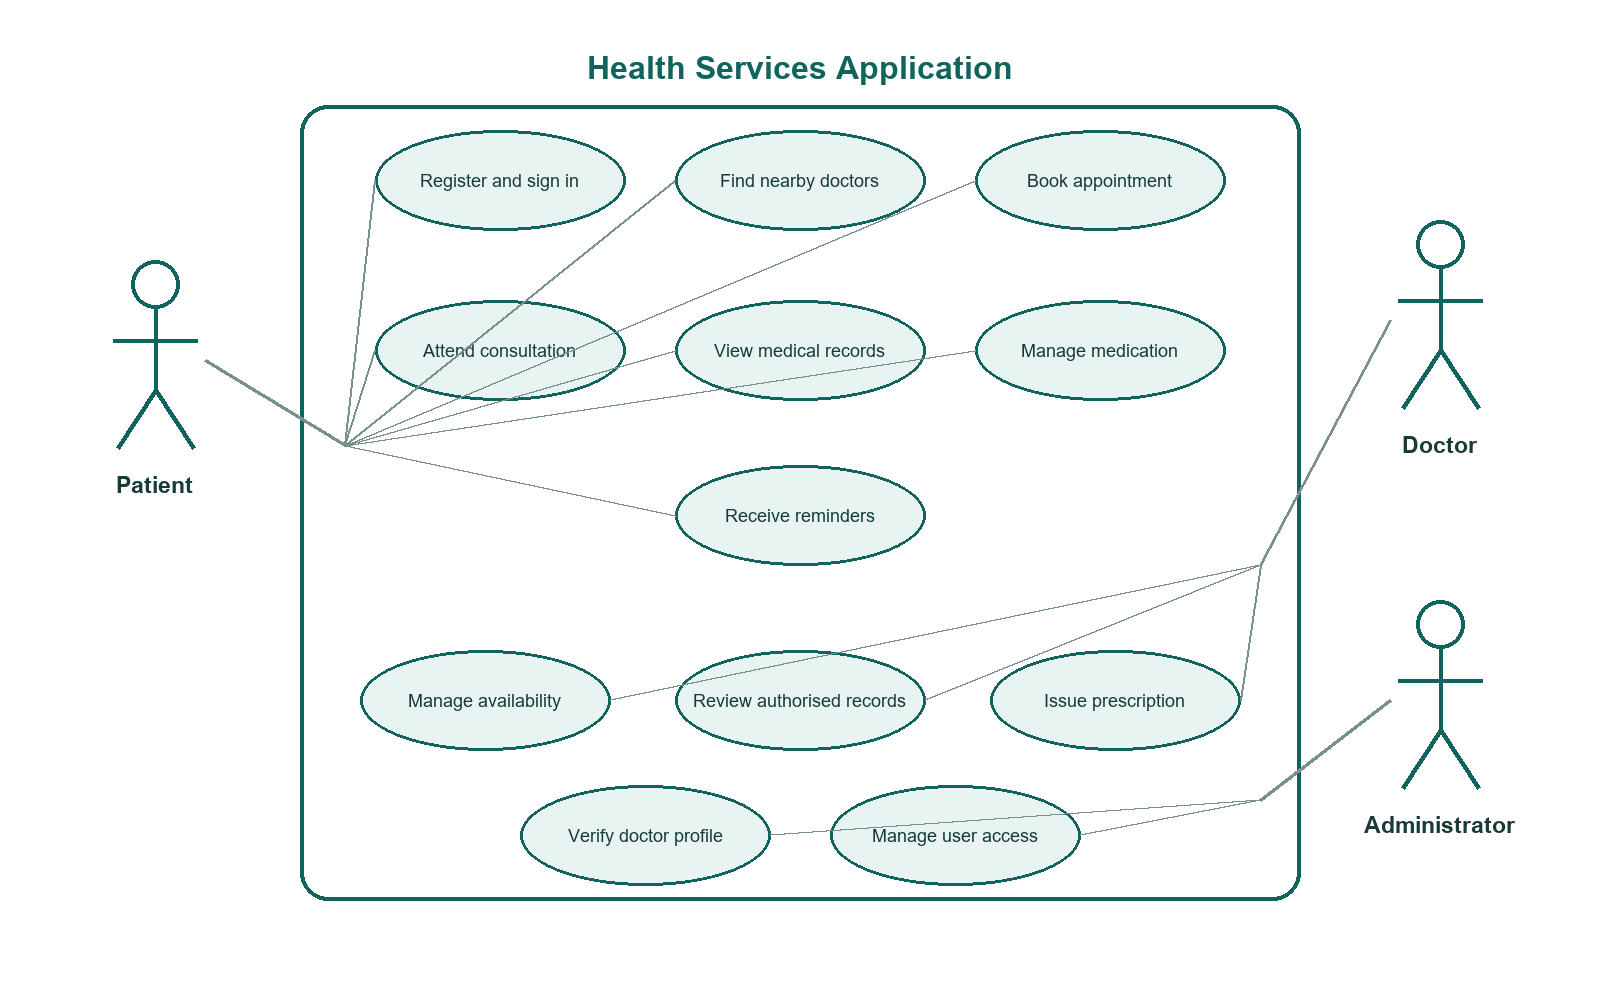 Health Services Application
Register and sign in
Find nearby doctors
Book appointment
Attend consultation
View medical records
Manage medication
Patient
Doctor
Receive reminders
Manage availability
Review authorised records
Issue prescription
Verify doctor profile
Manage user access
Administrator